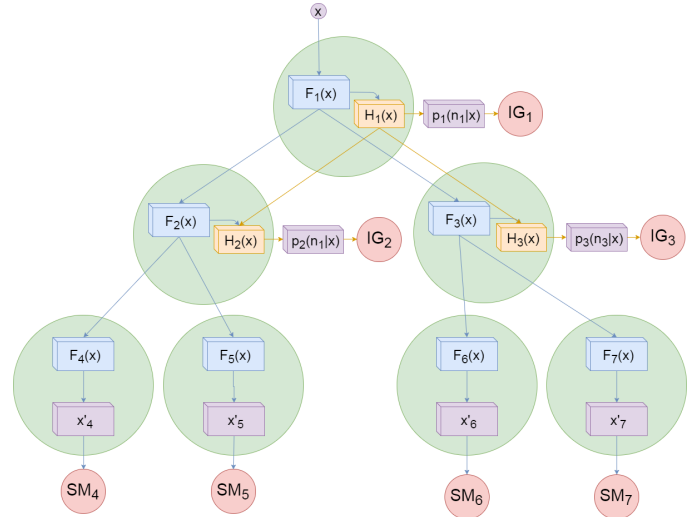 x
F₁(x)
H₁(x)
p₁(n₁|x)
IG₁
F₂(x)
H₂(x)
p₂(n₁|x)
IG₂
F₃(x)
H₃(x)
p₃(n₃|x)
IG₃
F₄(x)
F₅(x)
F₆(x)
F₇(x)
x'₄
x'₅
x'₆
x'₇
SM₄
SM₅
SM₆
SM₇